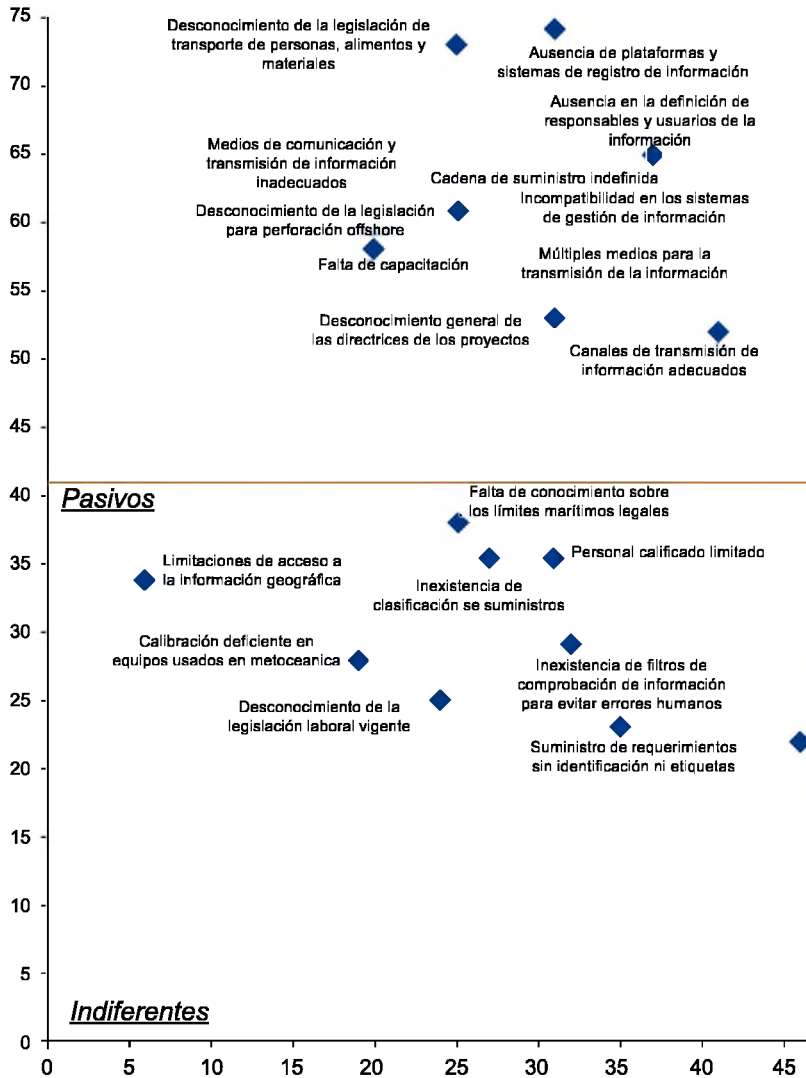 75
Desconocimiento de la legislación de
transporte de personas, alimentos y
materiales
Ausencia de plataformas y
sistemas de registro de información
70
Ausencia en la definición de
responsables y usuarios de la
información
65
Medios de comunicación y
transmisión de información
inadecuados
Cadena de suministro indefinida
Incompatibilidad en los sistemas
de gestión de información
60
Desconocimiento de la legislación
para perforación offshore
Falta de capacitación
Múltiples medios para la
transmisión de la información
55
Desconocimiento general de
las directrices de los proyectos
50
Canales de transmisión de
información adecuados
45
40
Pasivos
Falta de conocimiento sobre
los límites marítimos legales
35
Limitaciones de acceso a
la información geográfica
Personal calificado limitado
Inexistencia de
clasificación se suministros
30
Calibración deficiente en
equipos usados en metoceanica
Inexistencia de filtros de
comprobación de información
para evitar errores humanos
25
Desconocimiento de la
legislación laboral vigente
Suministro de requerimientos
sin identificación ni etiquetas
20
15
10
5
Indiferentes
0
0 5 10 15 20 25 30 35 40 45